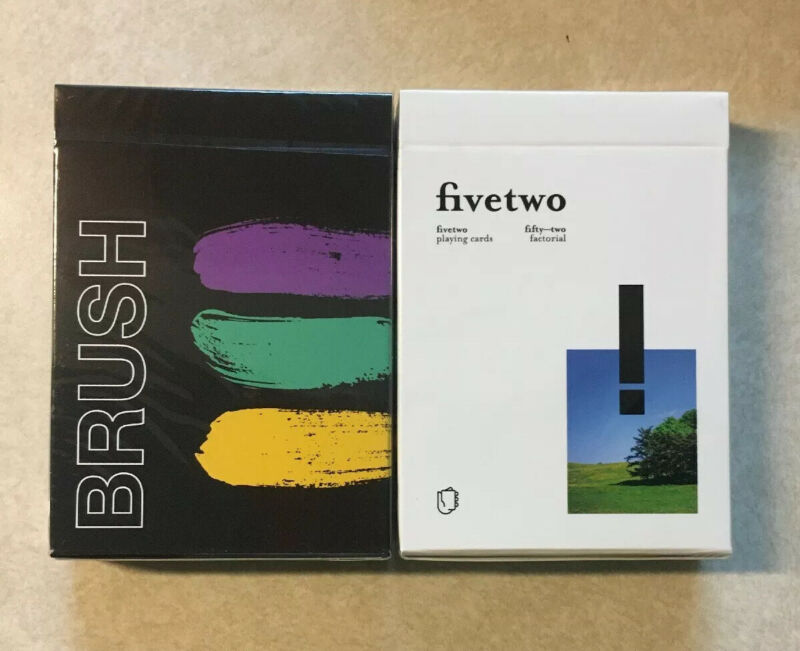 BRUSH
fivetwo
fivetwo
playing cards
fifty—two
factorial
!